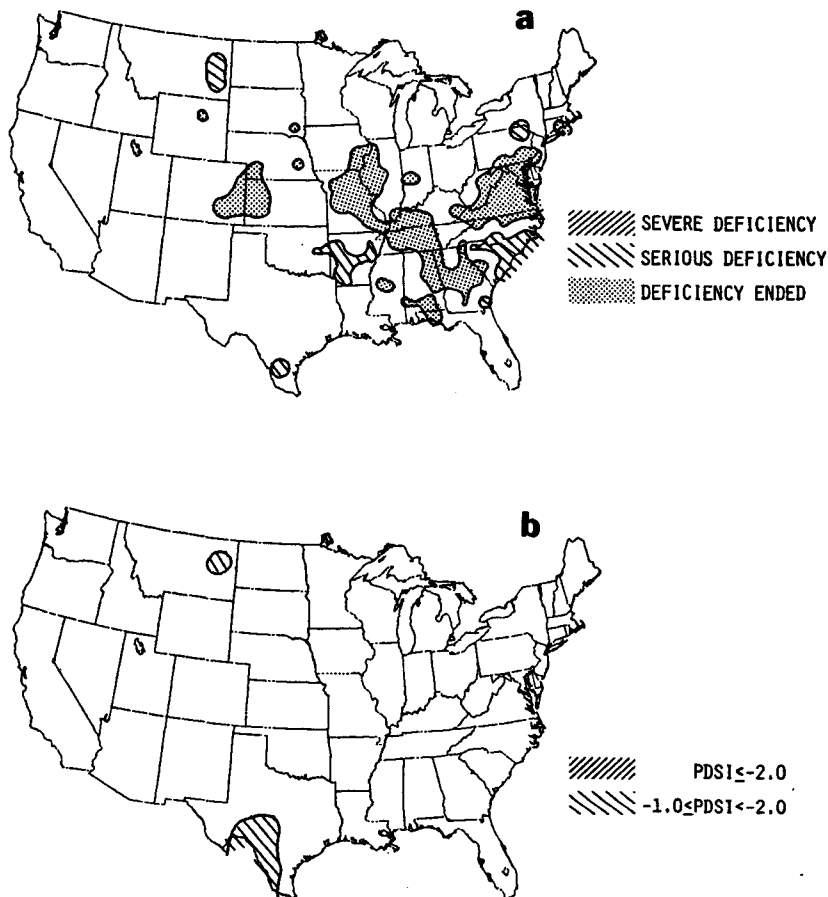 a
SEVERE DEFICIENCY
SERIOUS DEFICIENCY
DEFICIENCY ENDED
b
PDSI≤-2.0
-1.0≤PDSI<-2.0